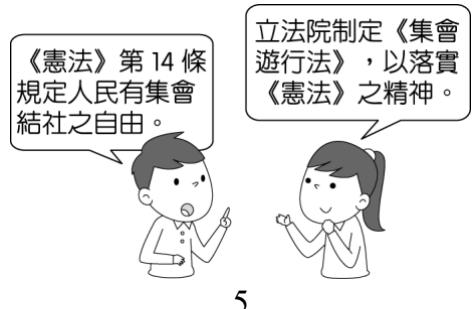 《憲法》第 14 條
規定人民有集會
結社之自由。
立法院制定《集會
遊行法》，以落實
《憲法》之精神。
5